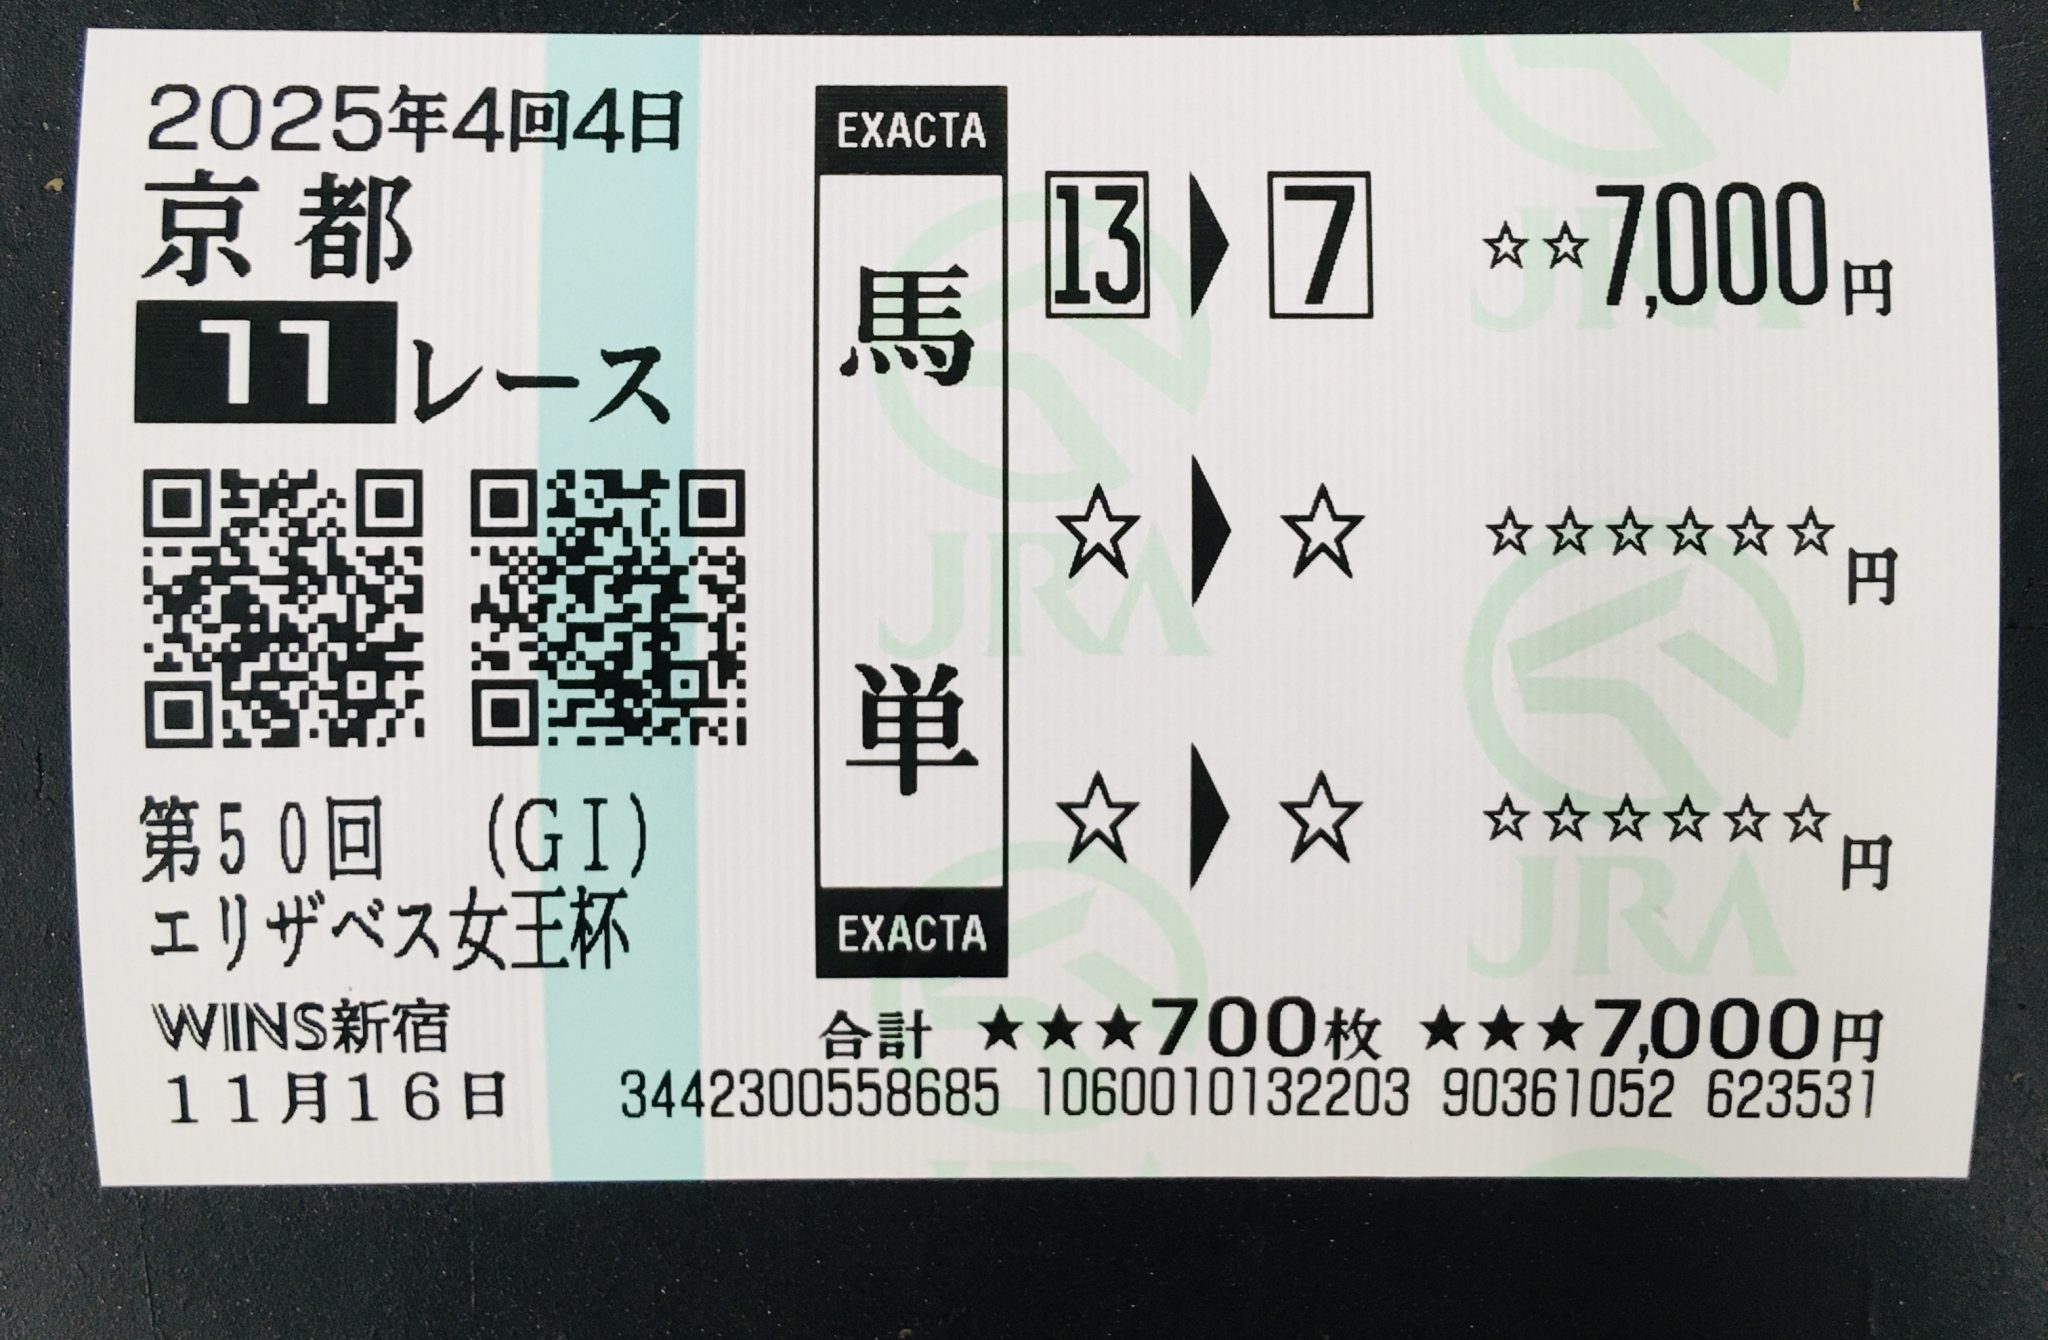 2025年4回4日
京都
11レース
第50回 (GⅠ)
エリザベス女王杯
WINS新宿
11月16日
EXACTA
馬単
EXACTA
13▶7 ☆☆7,000円
☆▶☆ ☆☆☆☆☆☆円
☆▶☆ ☆☆☆☆☆☆円
合計 ★★★700枚 ★★★7,000円
3442300558685 1060010132203 90361052 623531
JRA
JRA
JRA